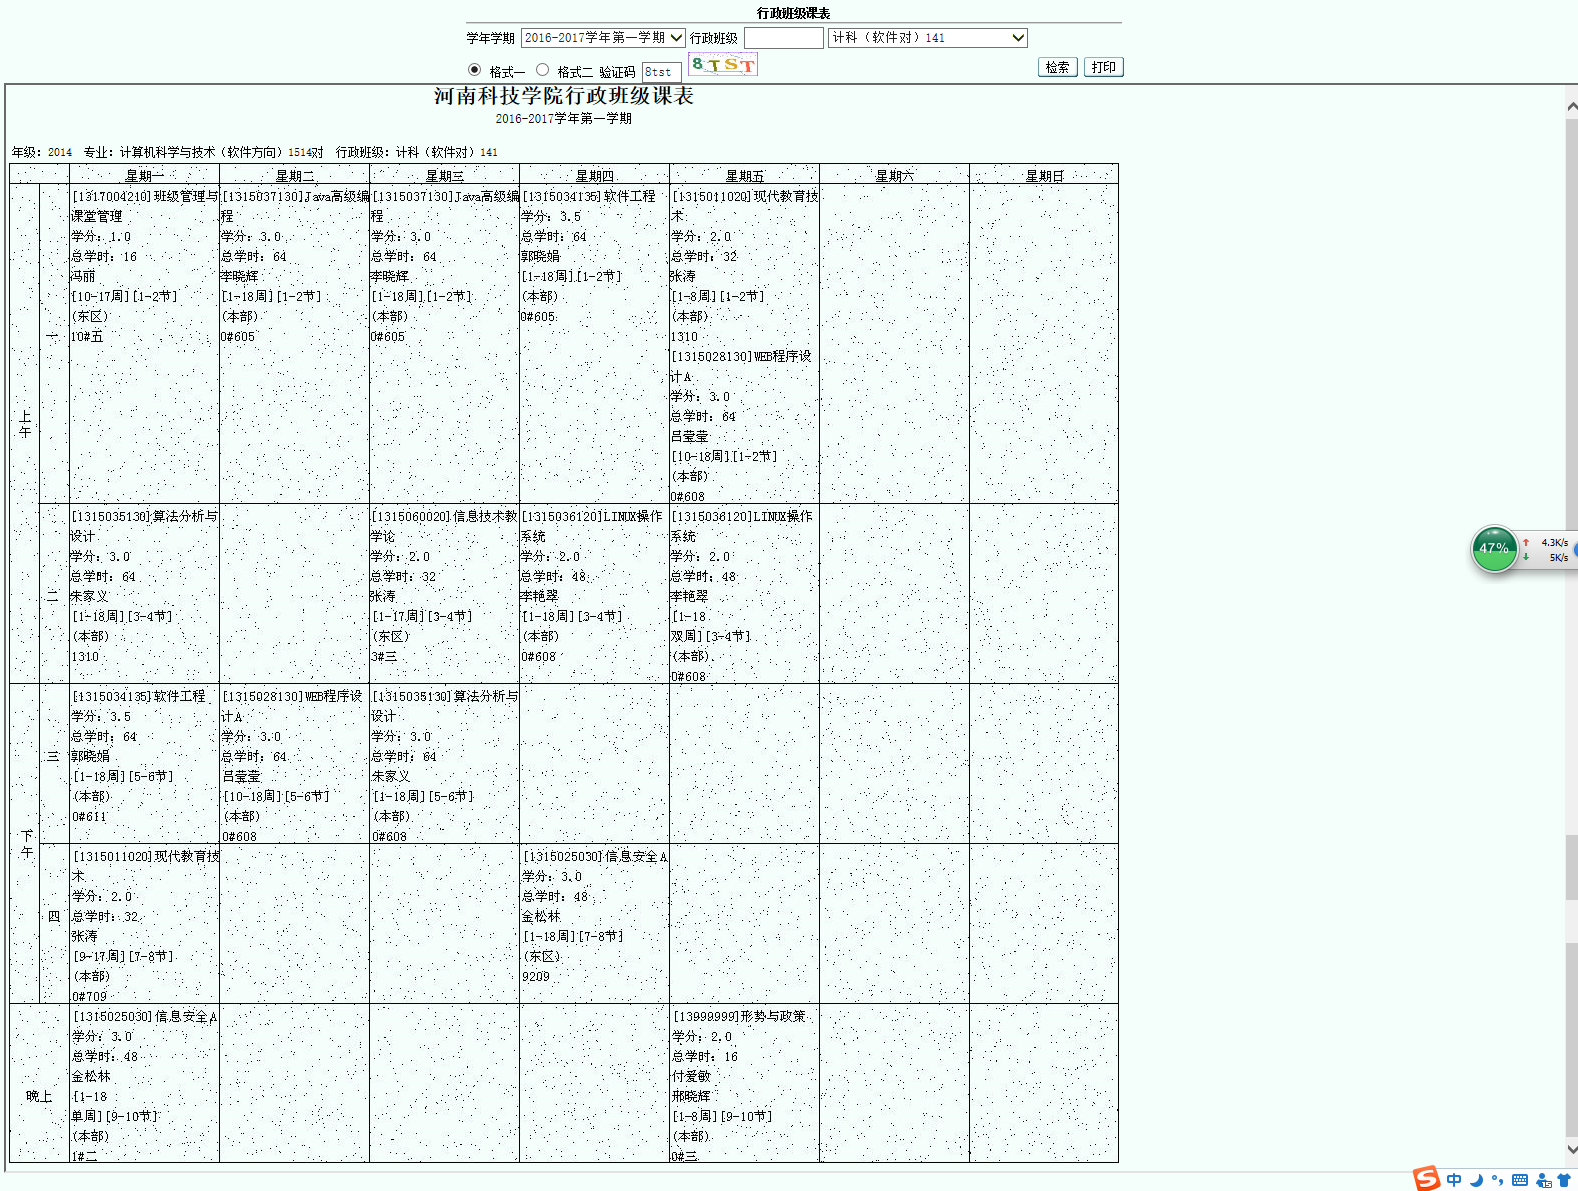 行政班级课表
学年学期 2016-2017学年第一学期 行政班级 计科（软件对）141
格式一 格式二 验证码 8tst 8TST 检索 打印
河南科技学院行政班级课表
2016-2017学年第一学期
年级：2014 专业：计算机科学与技术（软件方向）1514对 行政班级：计科（软件对）141
星期一 星期二 星期三 星期四 星期五 星期六 星期日
上午
一
[1317004210]班级管理与
课堂管理
学分：1.0
总学时：16
冯丽
[10-17周][1-2节]
(东区)
10#五
[1315037130]Java高级编
程
学分：3.0
总学时：64
李晓辉
[1-18周][1-2节]
(本部)
0#605
[1315037130]Java高级编
程
学分：3.0
总学时：64
李晓辉
[1-18周][1-2节]
(本部)
0#605
[1315034135]软件工程
学分：3.5
总学时：64
郭晓娟
[1-18周][1-2节]
(本部)
0#605
[1315011020]现代教育技
术
学分：2.0
总学时：32
张涛
[1-8周][1-2节]
(本部)
1310
[1315028130]WEB程序设
计A
学分：3.0
总学时：64
吕莹莹
[10-18周][1-2节]
(本部)
0#608
二
[1315035130]算法分析与
设计
学分：3.0
总学时：64
朱家义
[1-18周][3-4节]
(本部)
1310
[1315060020]信息技术教
学论
学分：2.0
总学时：32
张涛
[1-17周][3-4节]
(东区)
3#三
[1315036120]LINUX操作
系统
学分：2.0
总学时：48
李艳翠
[1-18周][3-4节]
(本部)
0#608
[1315036120]LINUX操作
系统
学分：2.0
总学时：48
李艳翠
[1-18
双周][3-4节]
(本部)
0#608
下午
三
[1315034135]软件工程
学分：3.5
总学时：64
郭晓娟
[1-18周][5-6节]
(本部)
0#611
[1315028130]WEB程序设
计A
学分：3.0
总学时：64
吕莹莹
[10-18周][5-6节]
(本部)
0#608
[1315035130]算法分析与
设计
学分：3.0
总学时：64
朱家义
[1-18周][5-6节]
(本部)
0#608
四
[1315011020]现代教育技
术
学分：2.0
总学时：32
张涛
[9-17周][7-8节]
(本部)
0#709
[1315025030]信息安全A
学分：3.0
总学时：48
金松林
[1-18周][7-8节]
(东区)
9209
晚上
[1315025030]信息安全A
学分：3.0
总学时：48
金松林
[1-18
单周][9-10节]
(本部)
1#二
[13999999]形势与政策
学分：2.0
总学时：16
付爱敏
邢晓辉
[1-8周][9-10节]
(本部)
0#三
47%
4.3K/s
5K/s
中